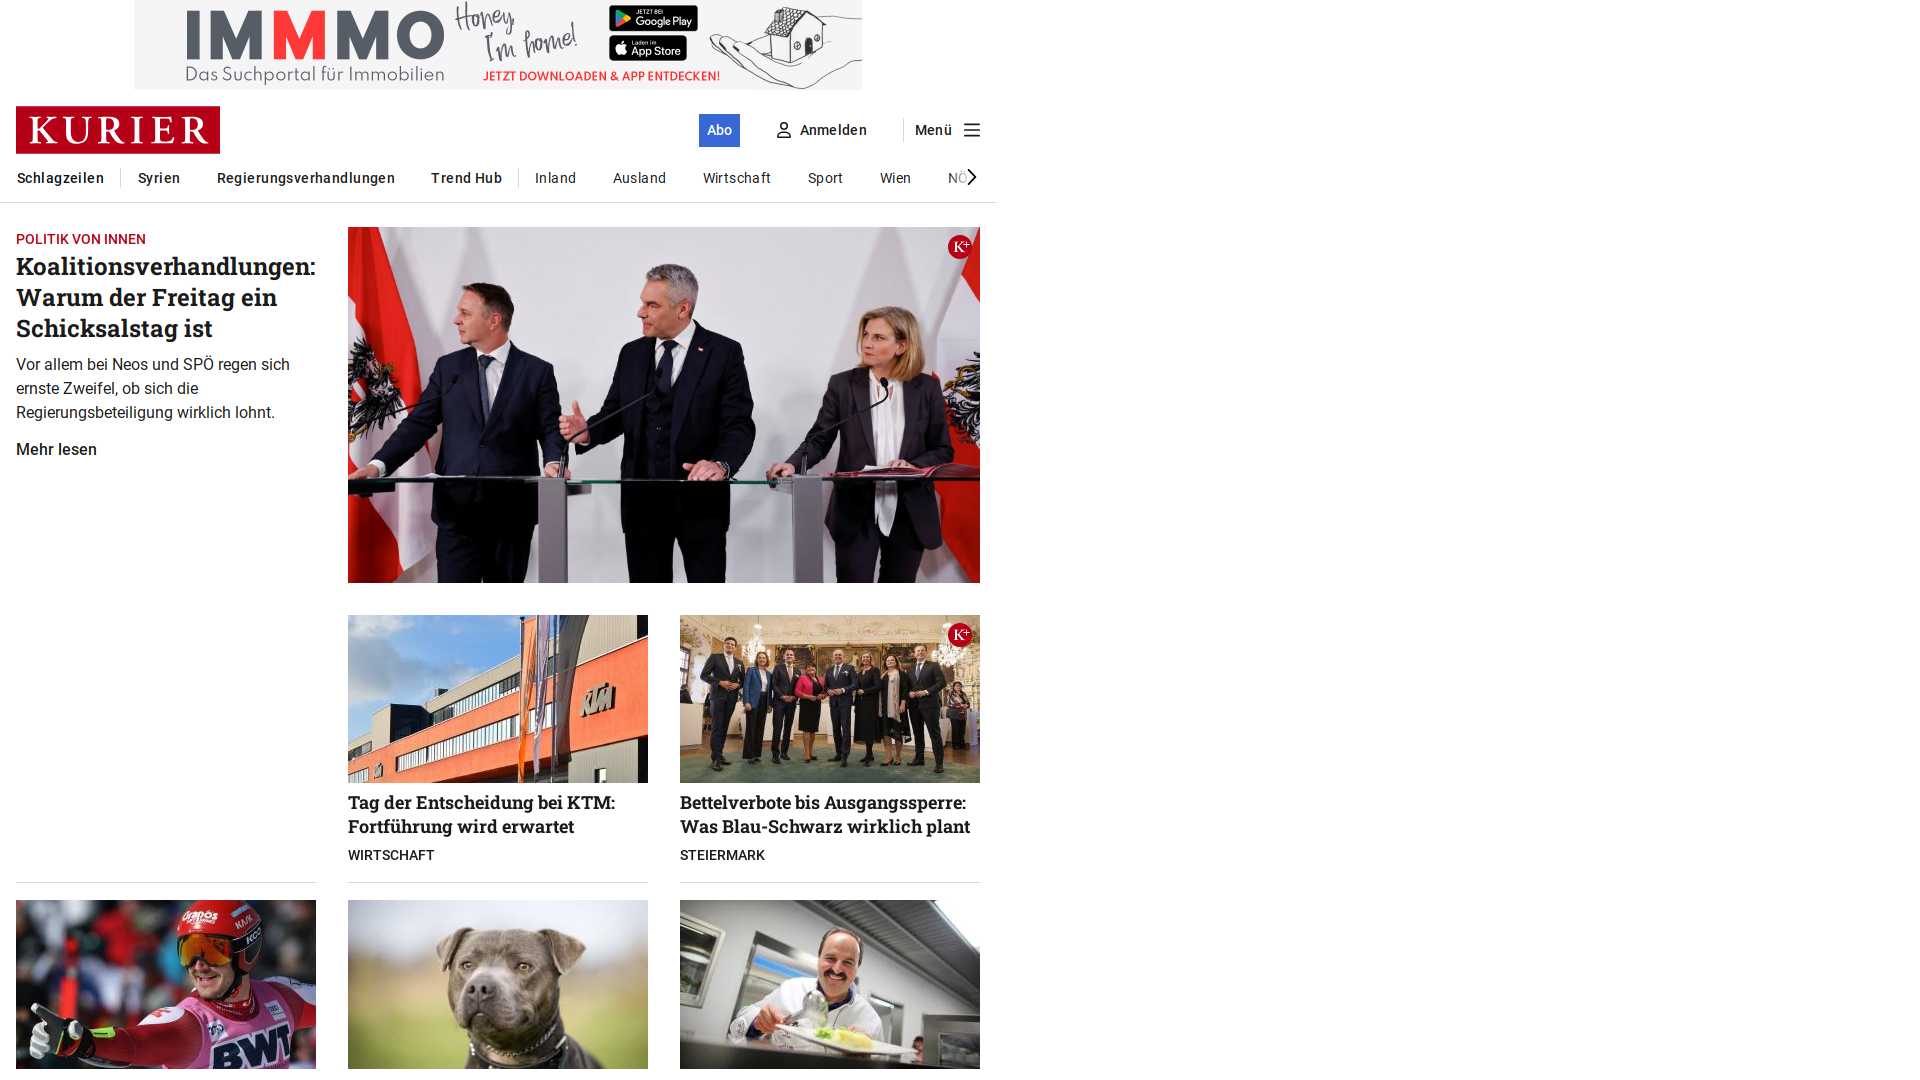 IMMMO
Das Suchportal für Immobilien
Honey,
I'm home!
JETZT BEI
Google Play
Laden im
App Store
JETZT DOWNLOADEN & APP ENTDECKEN!
KURIER
Abo
Anmelden
Menü
Schlagzeilen
Syrien
Regierungsverhandlungen
Trend Hub
Inland
Ausland
Wirtschaft
Sport
Wien
NÖ
POLITIK VON INNEN
Koalitionsverhandlungen:
Warum der Freitag ein
Schicksalstag ist
Vor allem bei Neos und SPÖ regen sich
ernste Zweifel, ob sich die
Regierungsbeteiligung wirklich lohnt.
Mehr lesen
K+
KTM
K+
Tag der Entscheidung bei KTM:
Fortführung wird erwartet
WIRTSCHAFT
Bettelverbote bis Ausgangssperre:
Was Blau-Schwarz wirklich plant
STEIERMARK
BWT